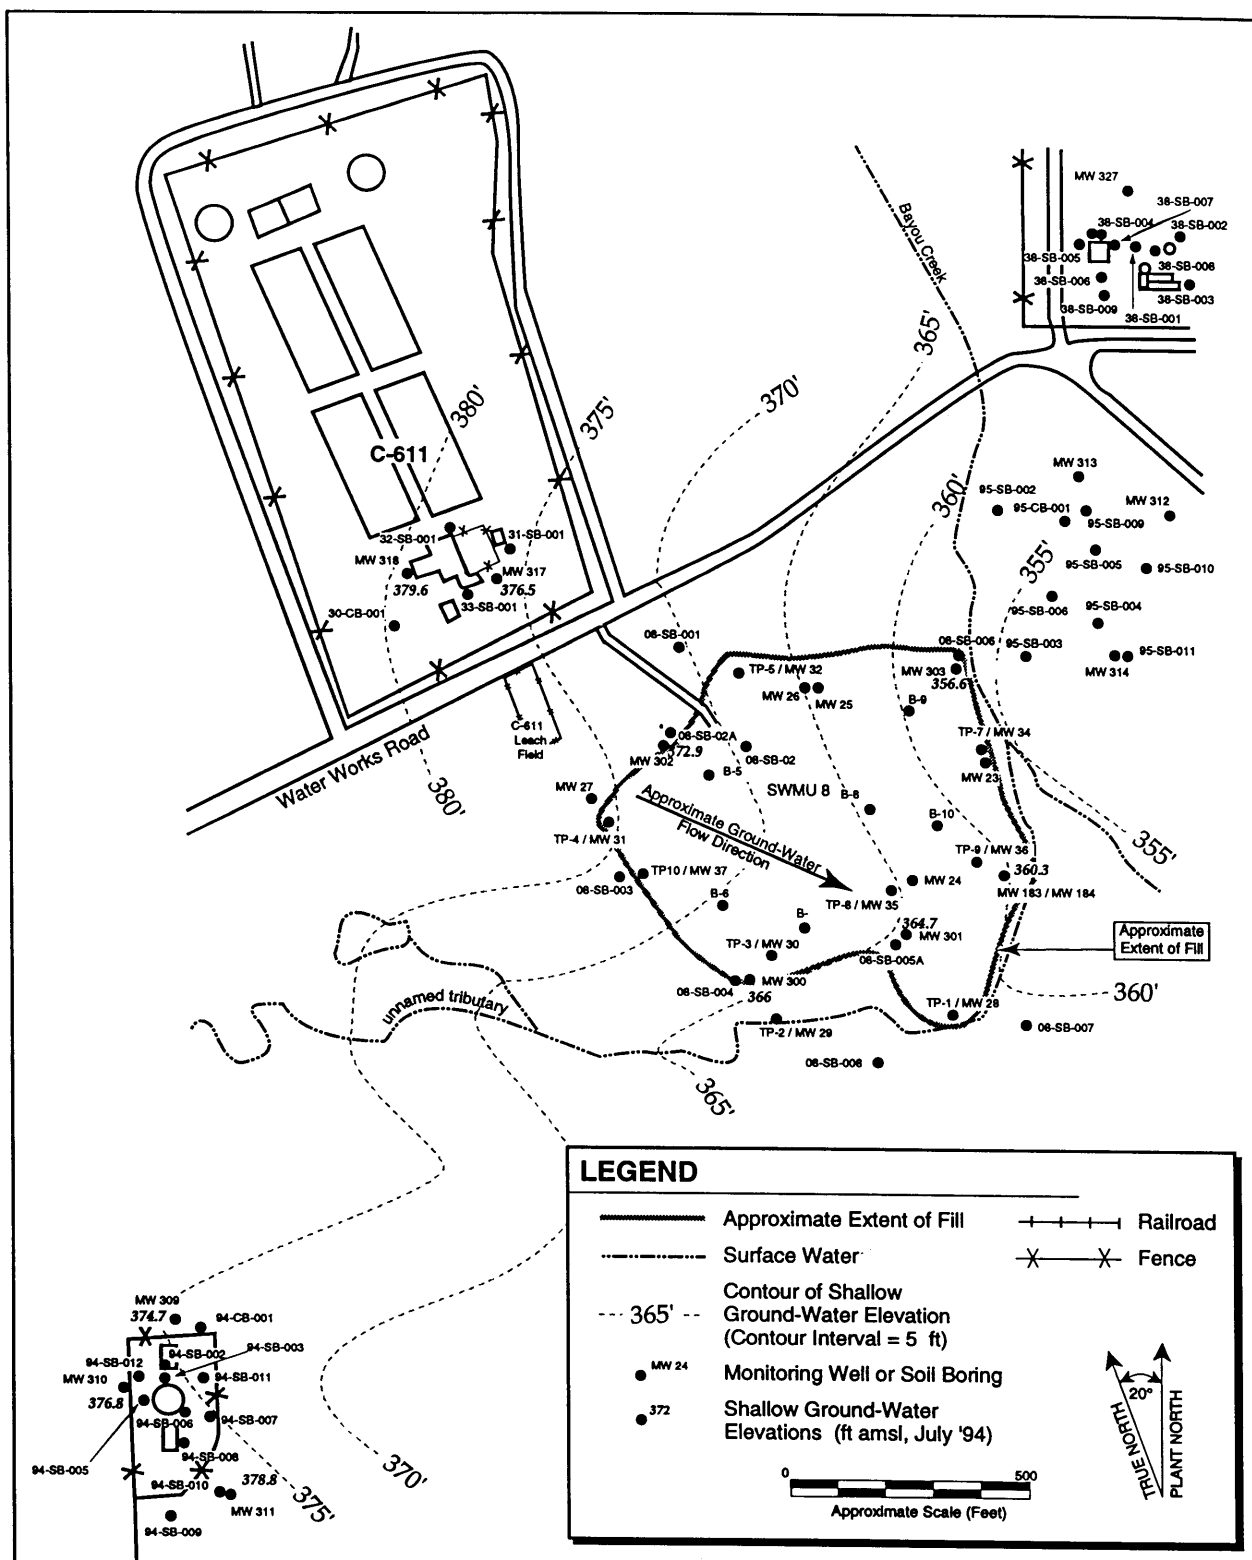 MW 327
38-SB-007
38-SB-004
38-SB-002
38-SB-005
38-SB-008
38-SB-006
38-SB-003
38-SB-009
38-SB-001
Bayou Creek
365'
370'
380'
375'
C-611
360'
355'
MW 313
95-SB-002
95-CB-001
MW 312
95-SB-009
95-SB-005
95-SB-010
95-SB-006
95-SB-004
95-SB-003
MW 314
95-SB-011
32-SB-001
31-SB-001
MW 318
379.6
MW 317
376.5
30-CB-001
33-SB-001
08-SB-001
08-SB-006
TP-5 / MW 32
MW 303
356.6
MW 26
MW 25
B-9
C-611
Leach
Field
Water Works Road
08-SB-02A
372.9
MW 302
08-SB-02
TP-7 / MW 34
MW 23
B-5
MW 27
SWMU 8
B-8
380'
Approximate Ground-Water
Flow Direction
B-10
TP-4 / MW 31
355'
TP-9 / MW 36
360.3
TP10 / MW 37
08-SB-003
MW 24
MW 183 / MW 184
B-6
TP-8 / MW 35
B-
364.7
MW 301
Approximate
Extent of Fill
TP-3 / MW 30
08-SB-005A
08-SB-004
MW 300
366
360'
unnamed tributary
TP-1 / MW 28
TP-2 / MW 29
08-SB-007
08-SB-008
365'
MW 309
374.7
94-CB-001
94-SB-002
94-SB-003
94-SB-012
MW 310
94-SB-011
376.8
94-SB-006
94-SB-007
94-SB-008
94-SB-005
94-SB-010
378.8
MW 311
94-SB-009
370'
375'
LEGEND
Approximate Extent of Fill
Railroad
Surface Water
Fence
Contour of Shallow
365'
Ground-Water Elevation
(Contour Interval = 5 ft)
MW 24
Monitoring Well or Soil Boring
372
Shallow Ground-Water
Elevations (ft amsl, July '94)
0
500
Approximate Scale (Feet)
20°
TRUE NORTH
PLANT NORTH